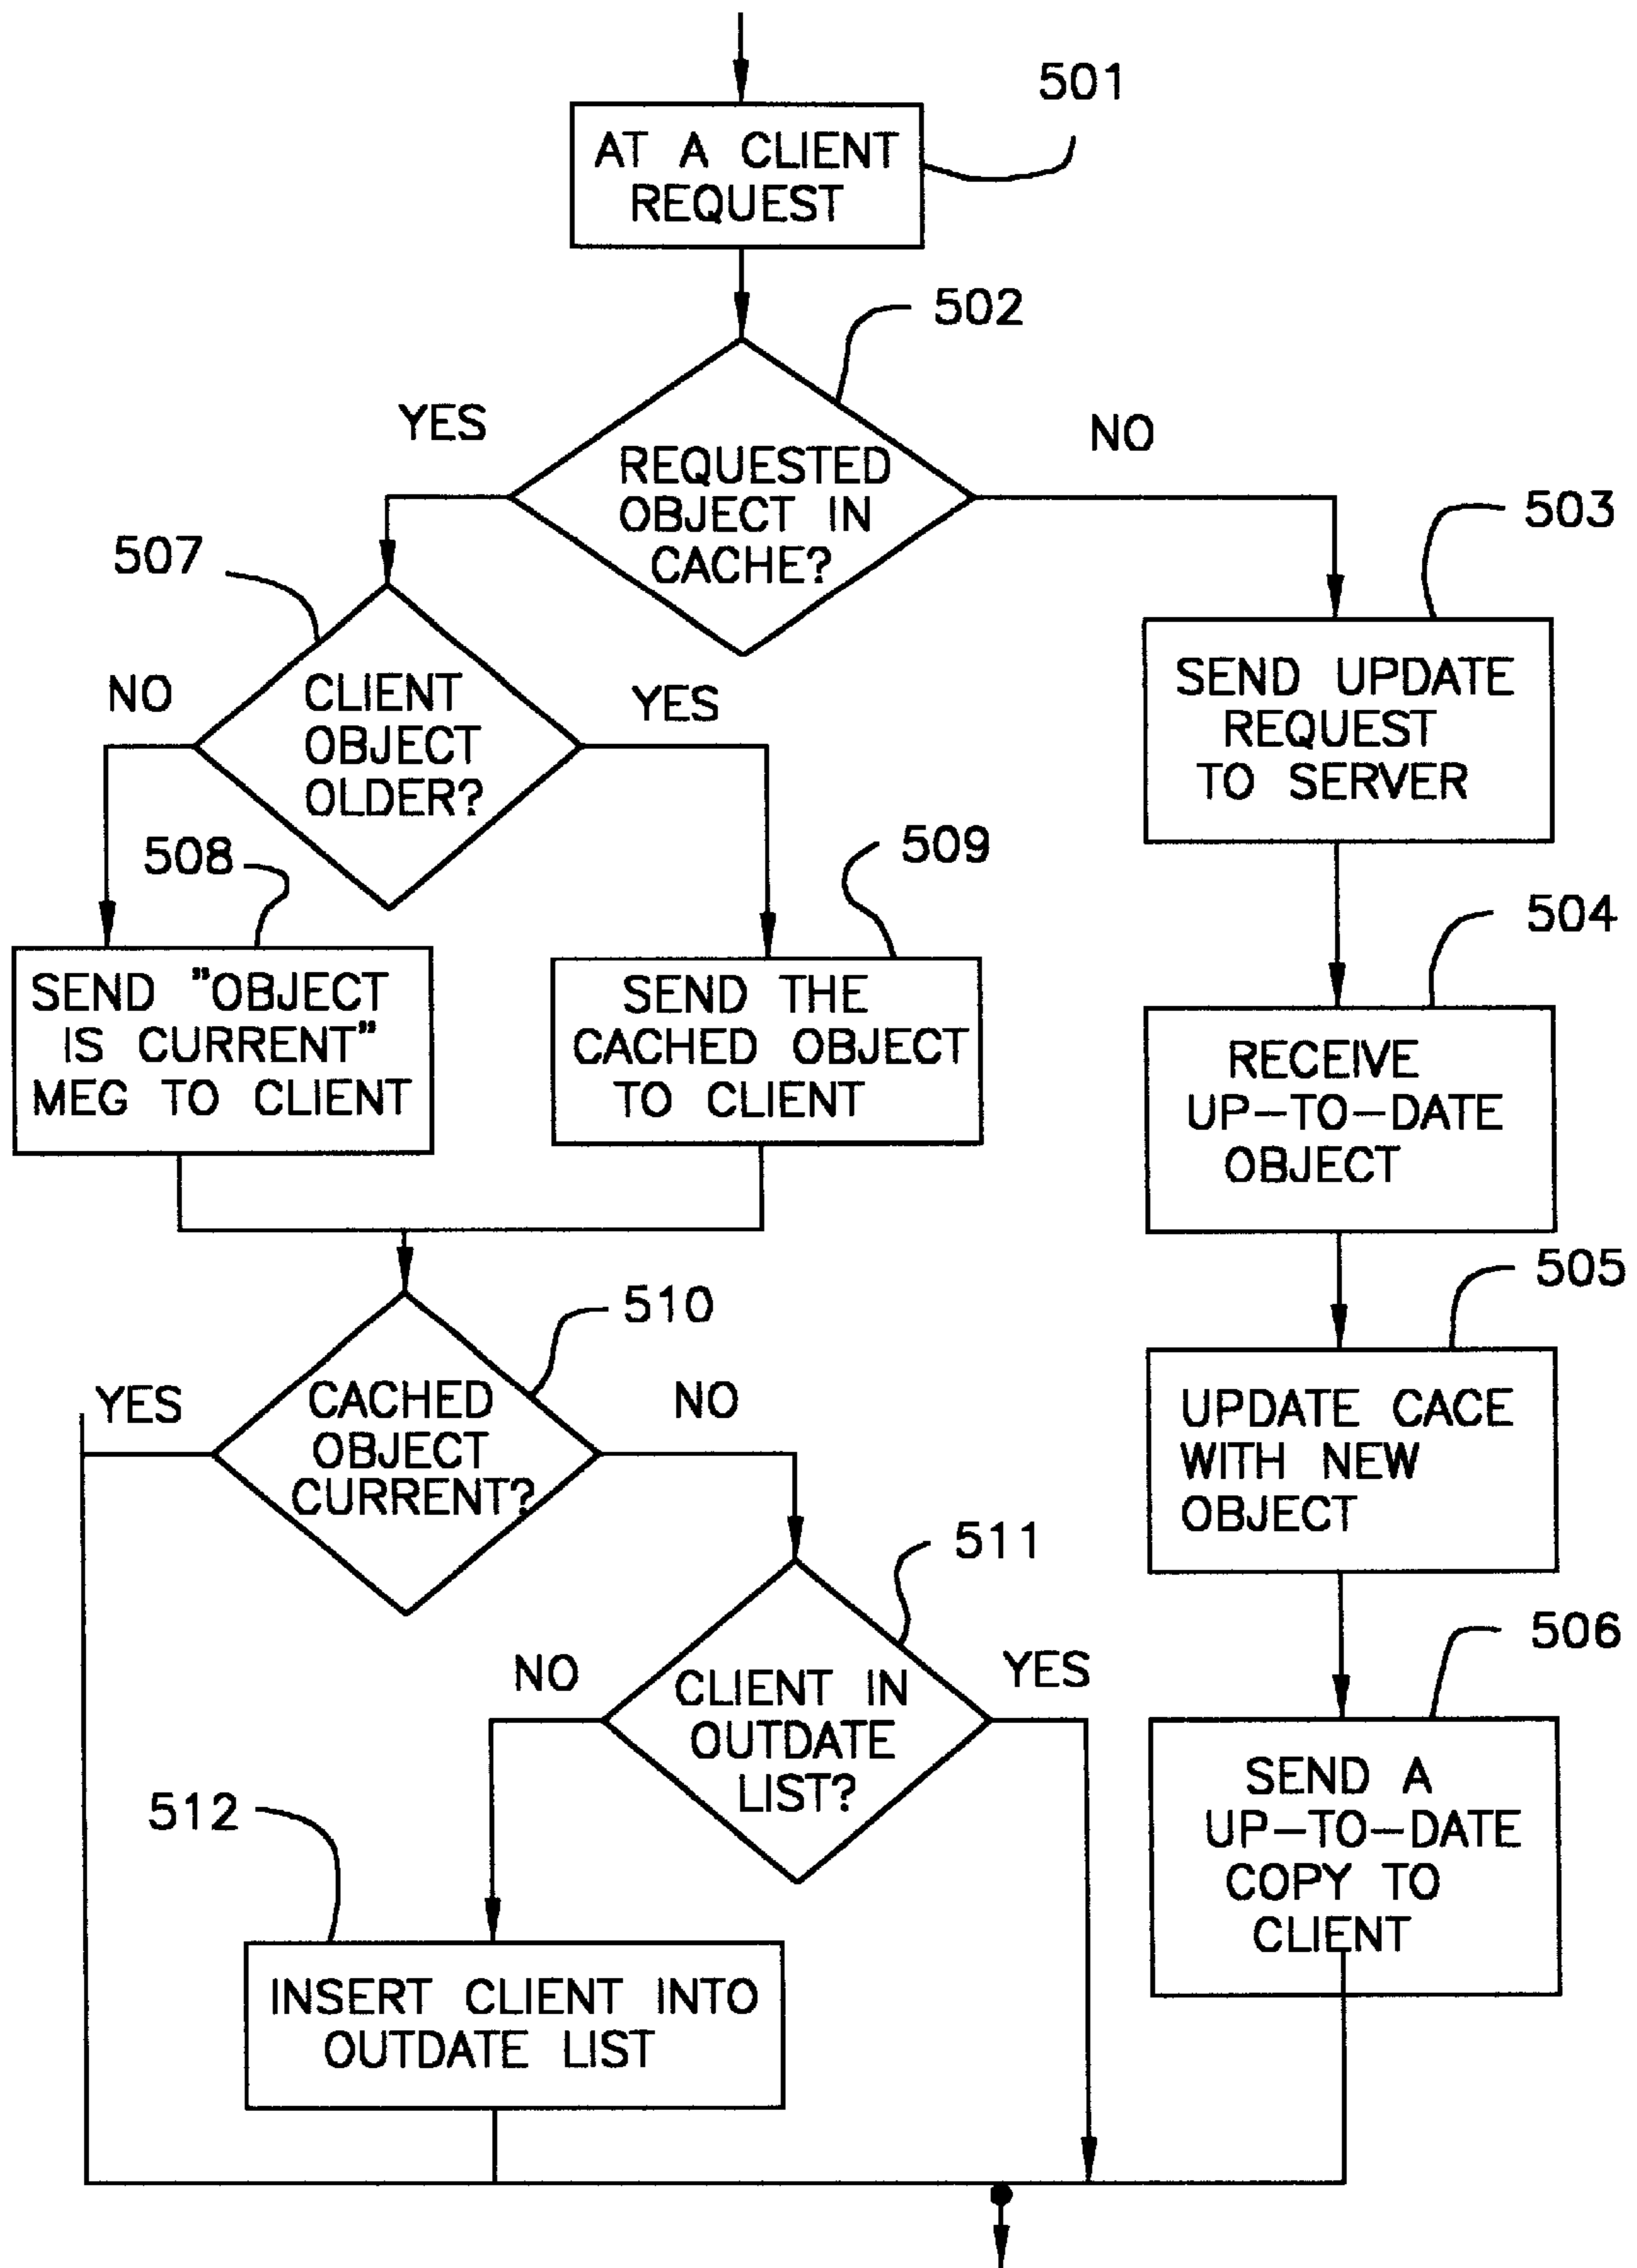 501
AT A CLIENT
REQUEST
502
YES
NO
REQUESTED
OBJECT IN
CACHE?
503
507
SEND UPDATE
REQUEST
TO SERVER
NO
CLIENT
OBJECT
OLDER?
YES
508
509
504
SEND "OBJECT
IS CURRENT"
MEG TO CLIENT
SEND THE
CACHED OBJECT
TO CLIENT
RECEIVE
UP-TO-DATE
OBJECT
505
510
YES
CACHED
OBJECT
CURRENT?
NO
UPDATE CACE
WITH NEW
OBJECT
511
506
NO
CLIENT IN
OUTDATE
LIST?
YES
SEND A
UP-TO-DATE
COPY TO
CLIENT
512
INSERT CLIENT INTO
OUTDATE LIST